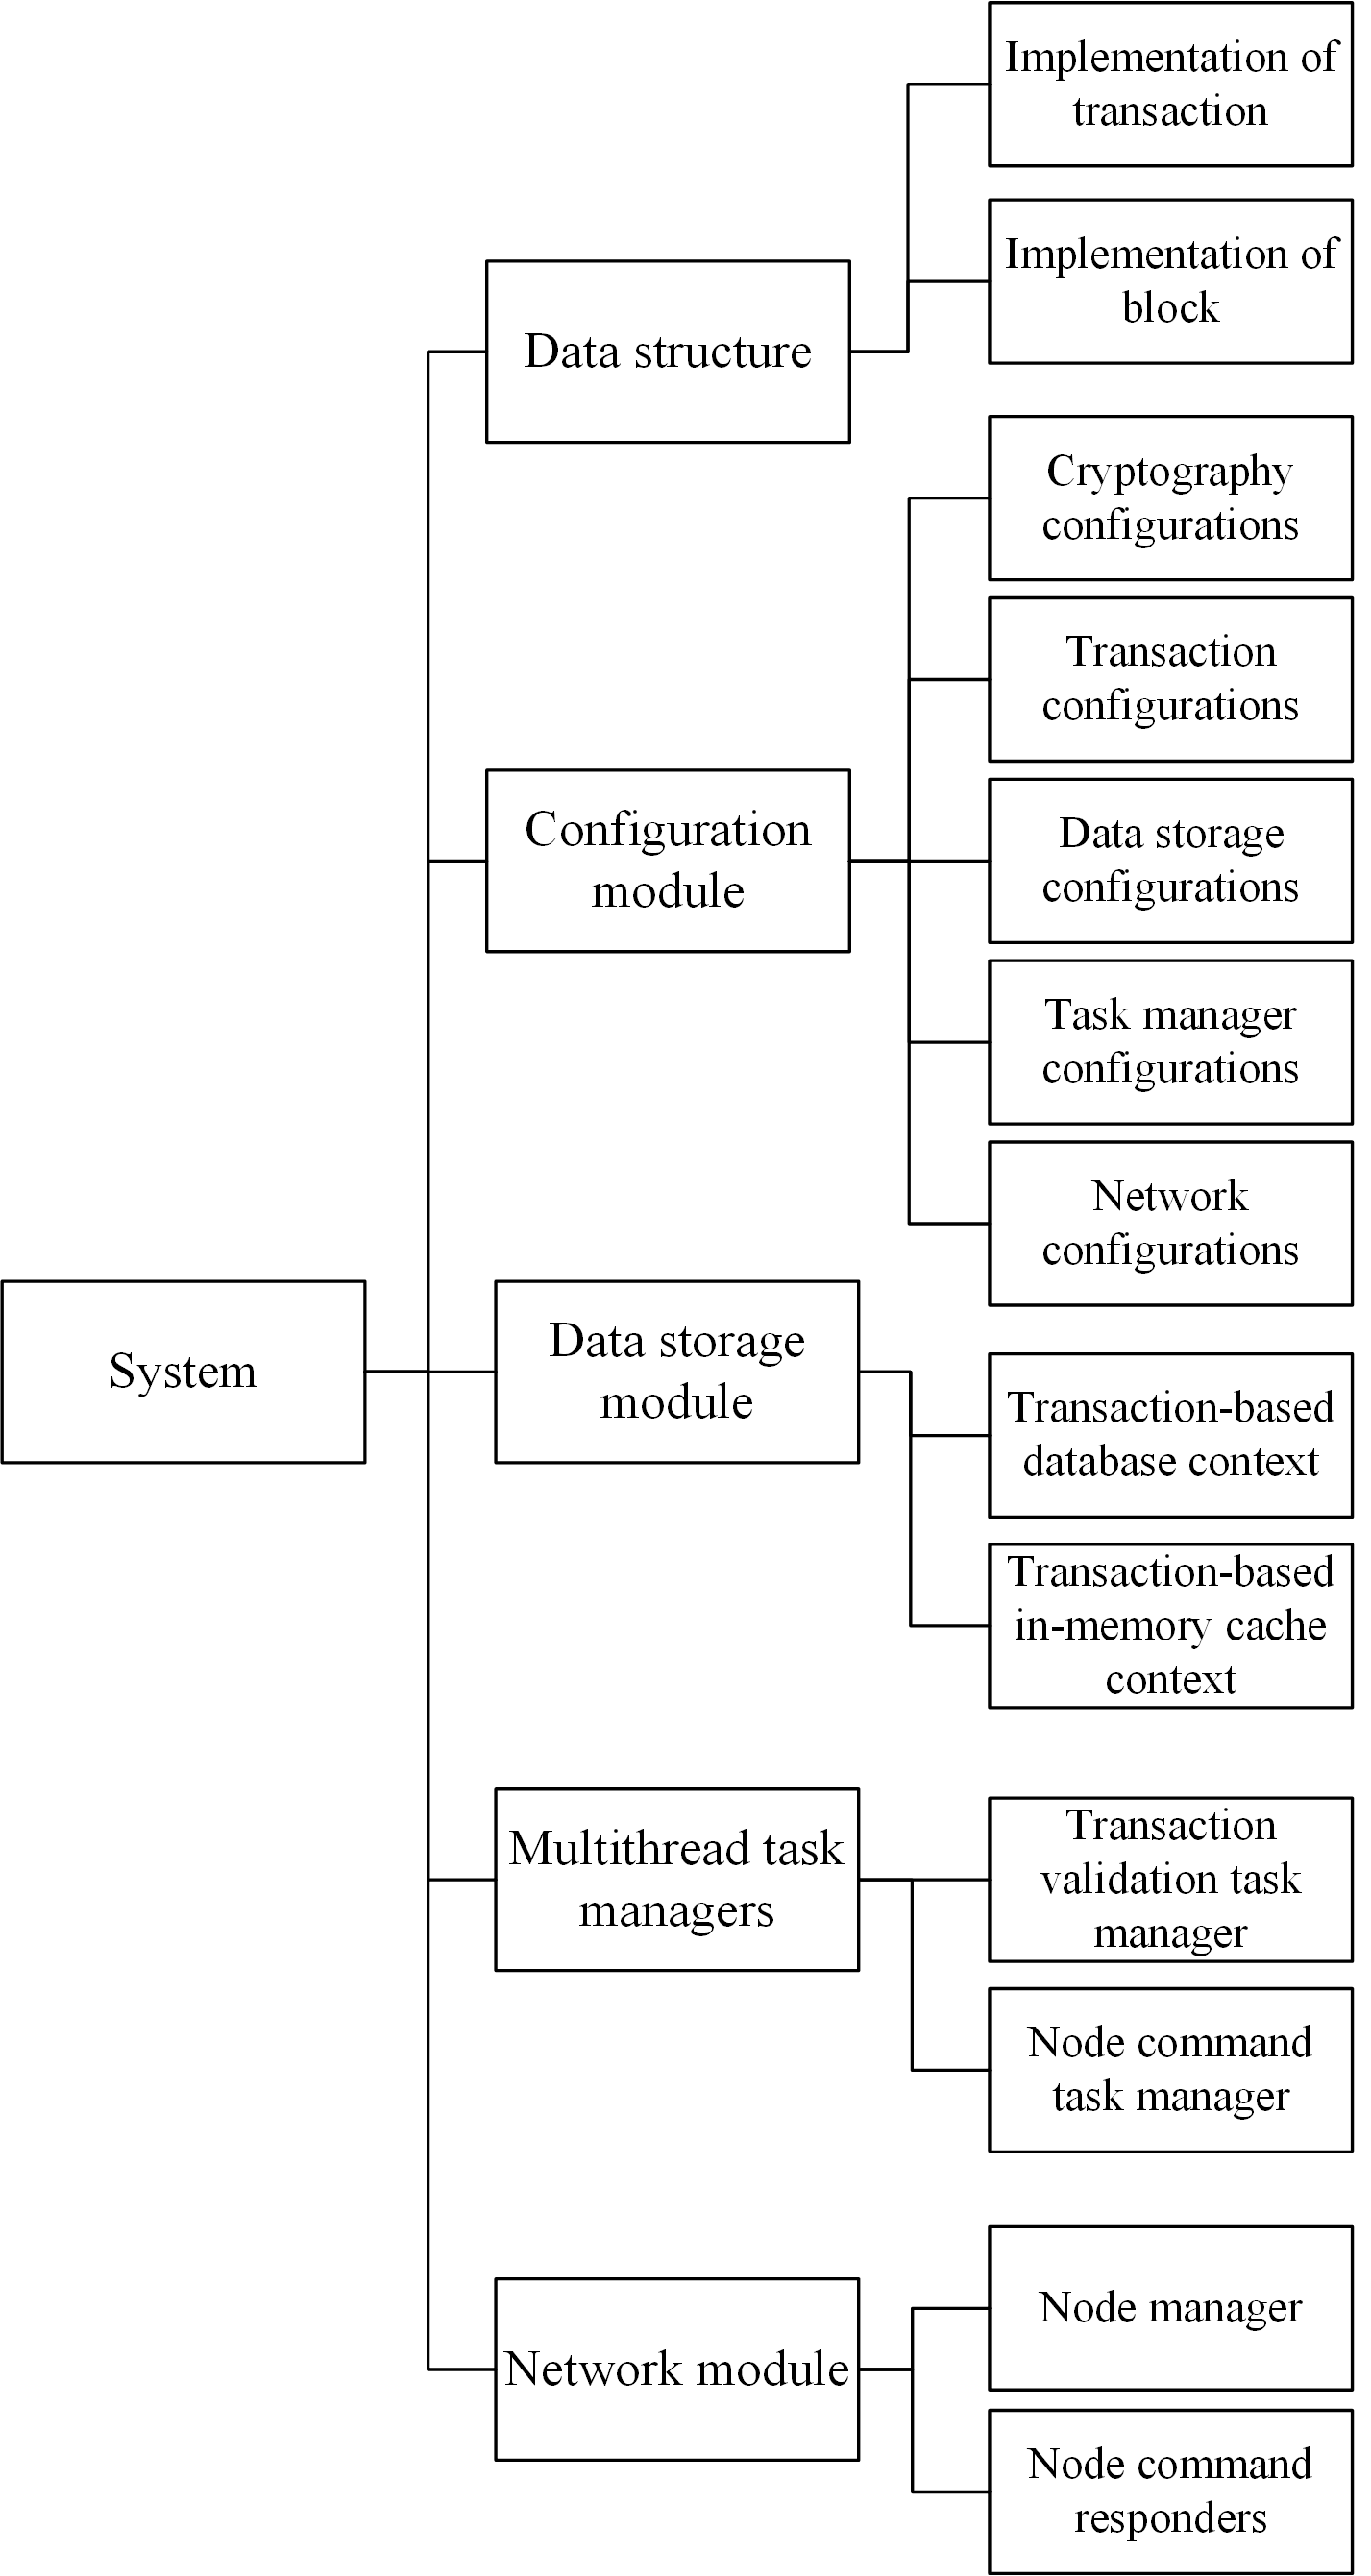 Implementation of
transaction
Implementation of
block
Data structure
Cryptography
configurations
Transaction
configurations
Configuration
module
Data storage
configurations
Task manager
configurations
Network
configurations
System
Data storage
module
Transaction-based
database context
Transaction-based
in-memory cache
context
Multithread task
managers
Transaction
validation task
manager
Node command
task manager
Node manager
Network module
Node command
responders